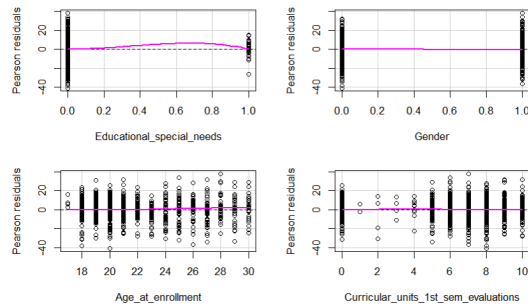 Pearson residuals
20
0
-40
0.0 0.2 0.4 0.6 0.8 1.0
Educational_special_needs
Pearson residuals
20
0
-40
0.0 0.2 0.4 0.6 0.8 1.0
Gender
Pearson residuals
20
0
-40
18 20 22 24 26 28 30
Age_at_enrollment
Pearson residuals
20
0
-40
0 2 4 6 8 10
Curricular_units_1st_sem_evaluations